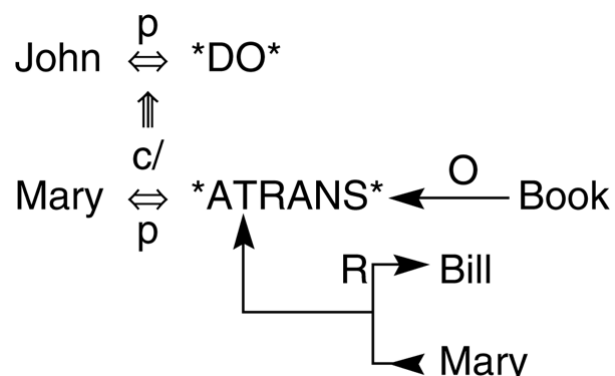 p
John ⇔ *DO*
⤊
c/
Mary ⇔ *ATRANS* O Book
p
R Bill
Mary